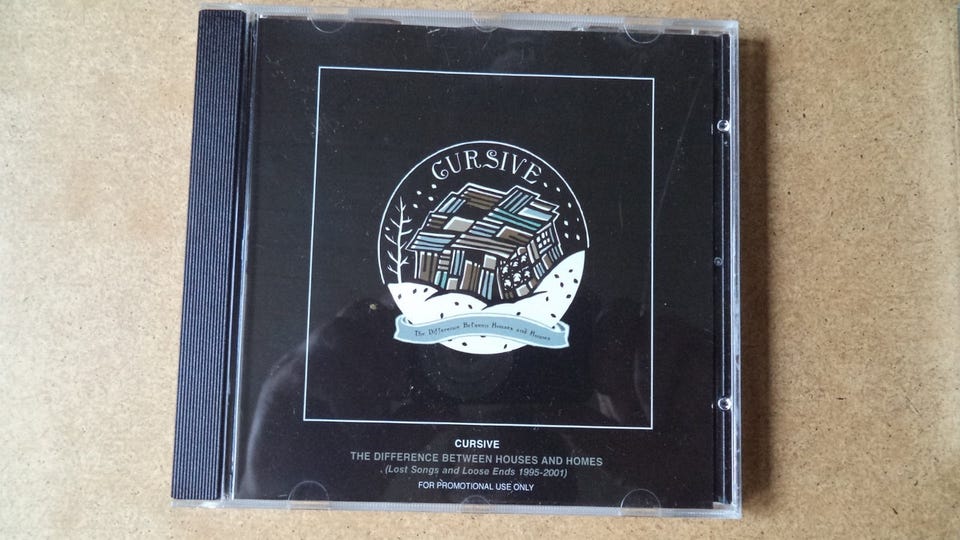 CURSIVE
The Difference Between Houses and Homes
CURSIVE
THE DIFFERENCE BETWEEN HOUSES AND HOMES
(Lost Songs and Loose Ends 1995-2001)
FOR PROMOTIONAL USE ONLY